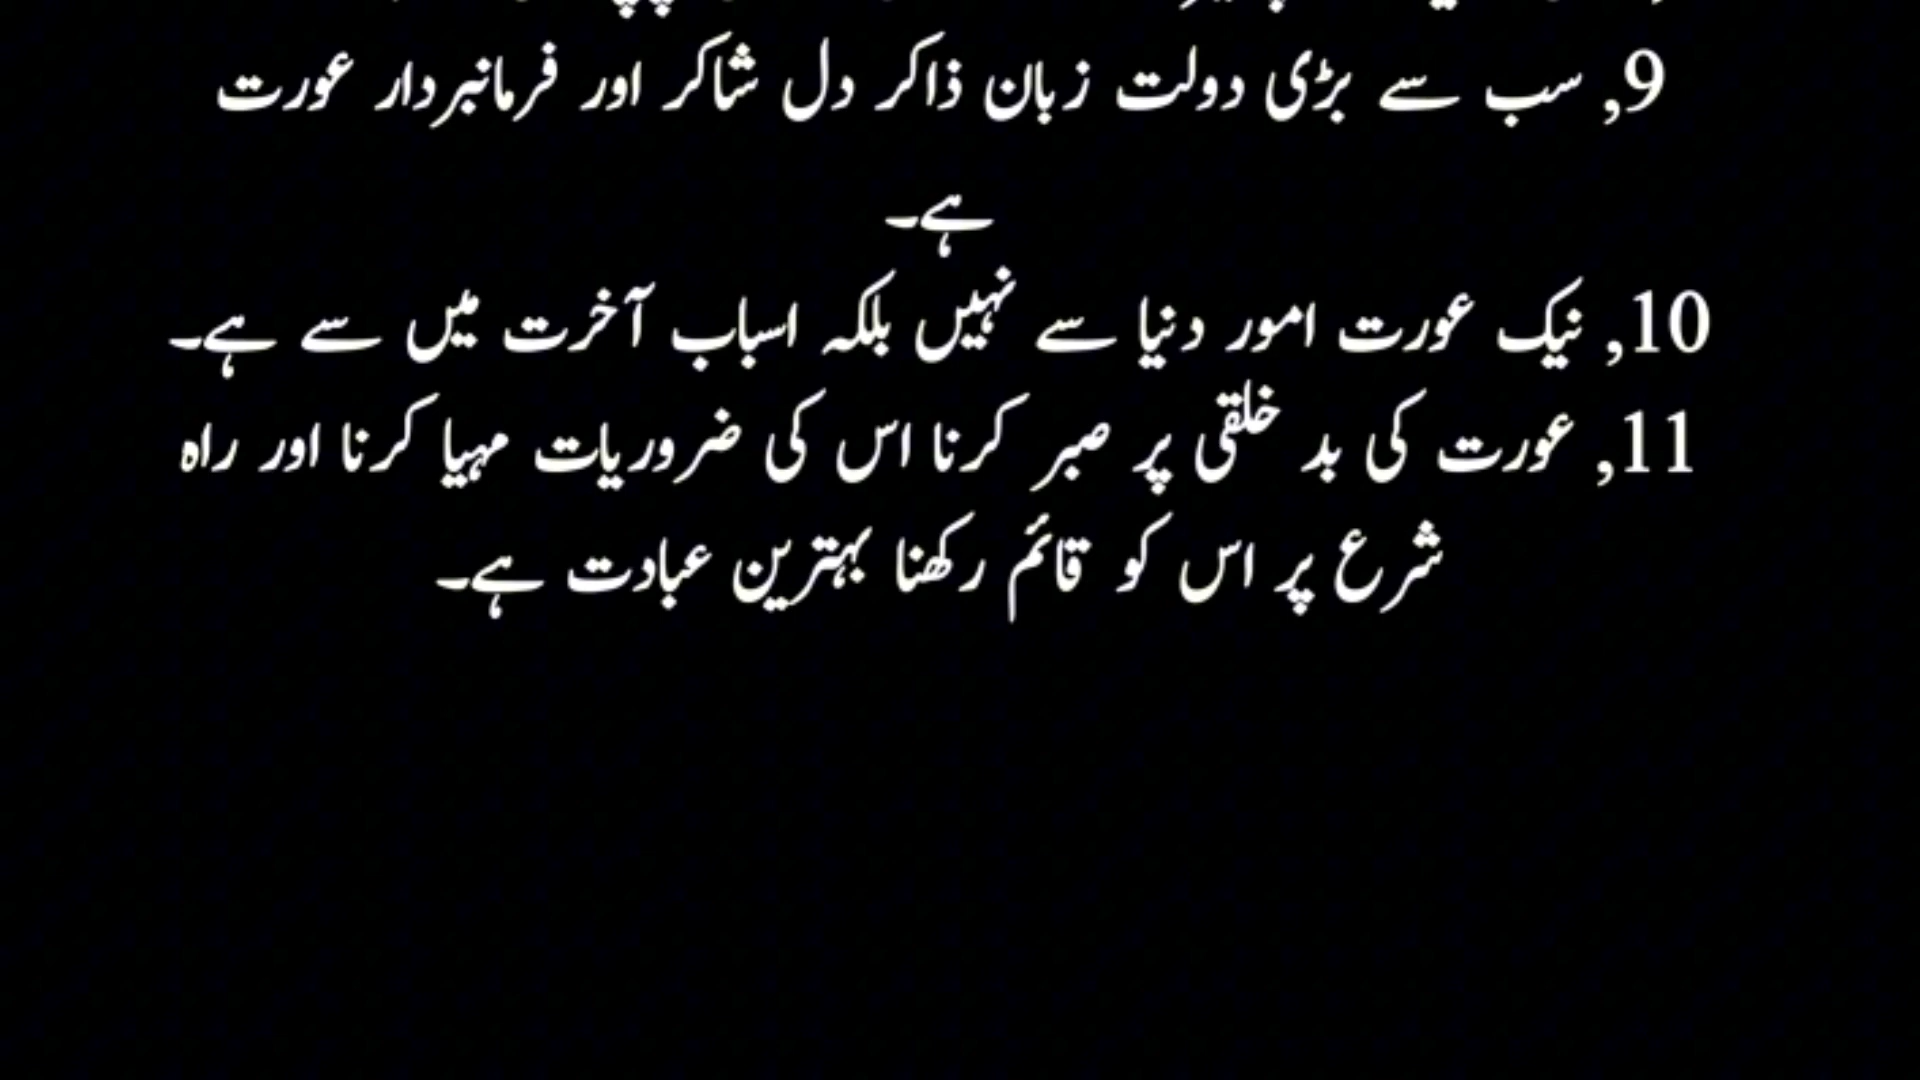 9, سب سے بڑی دولت زبان ذاکر دل شاکر اور فرمانبردار عورت
ہے۔
10, نیک عورت امور دنیا سے نہیں بلکہ اسباب آخرت میں سے ہے۔
11, عورت کی بد خلقی پر صبر کرنا اس کی ضروریات مہیا کرنا اور راہ
شرع پر اس کو قائم رکھنا بہترین عبادت ہے۔